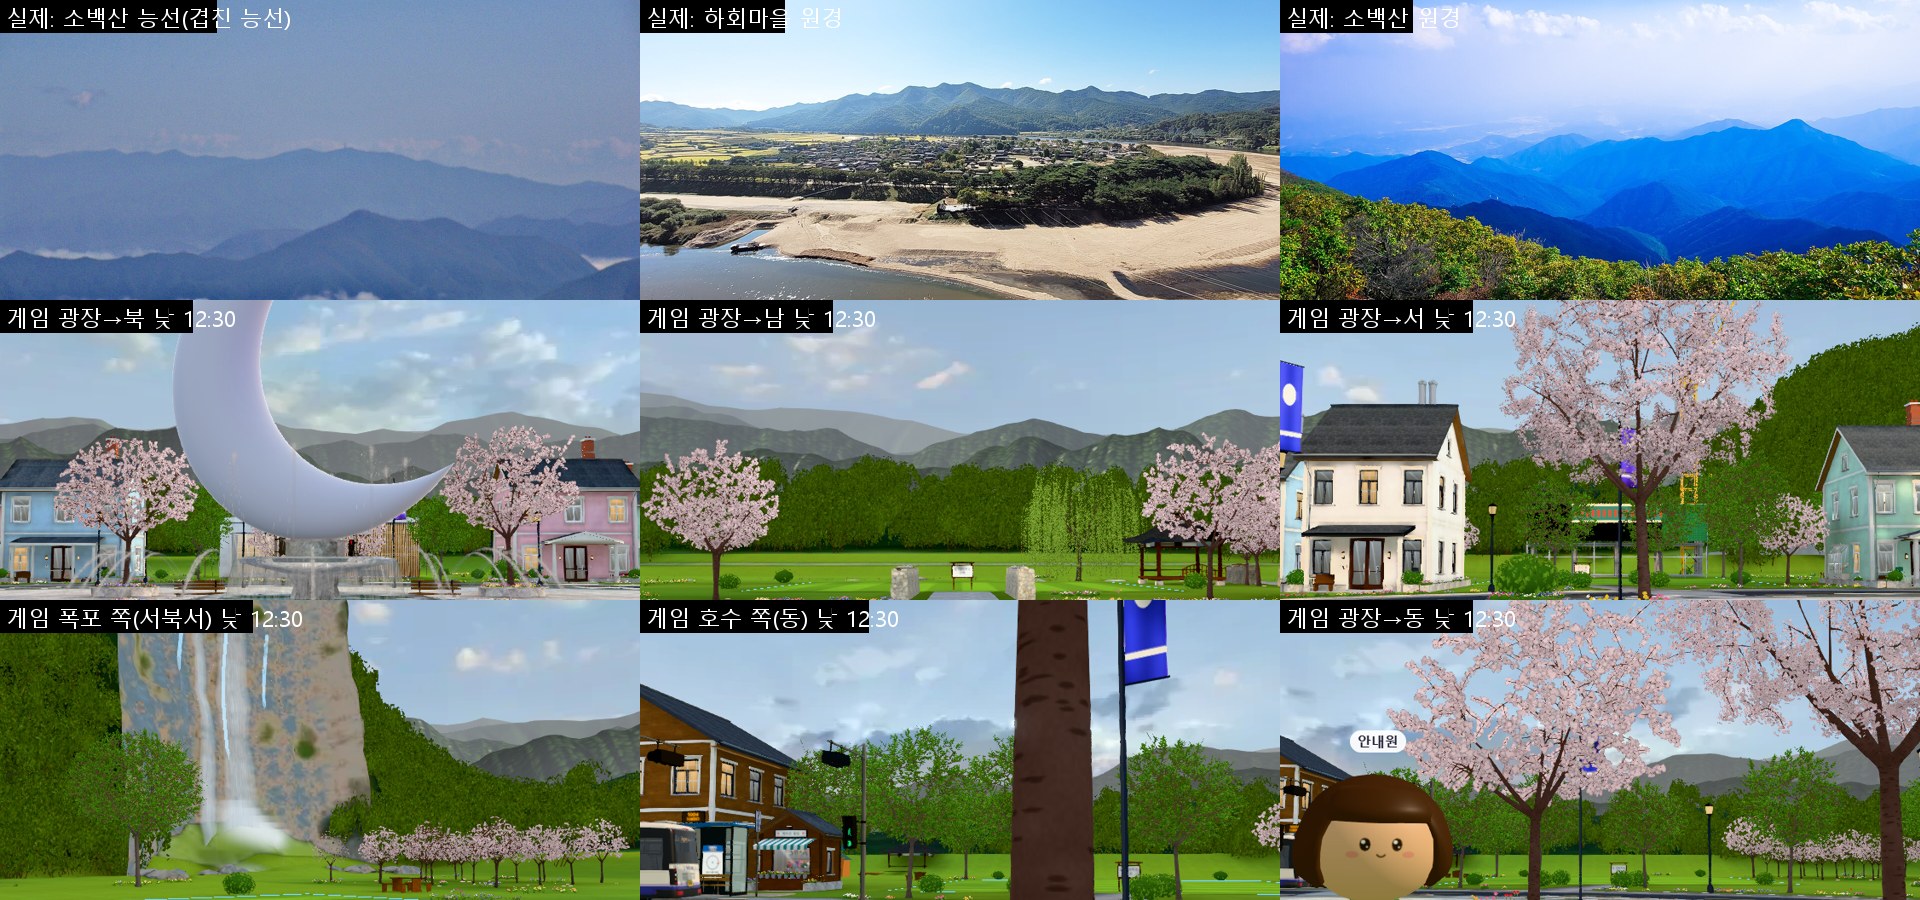 실제: 소백산 능선(겹친 능선)
실제: 하회마을 원경
실제: 소백산 원경
게임 광장→북 낮 12:30
게임 광장→남 낮 12:30
게임 광장→서 낮 12:30
게임 폭포 쪽(서북서) 낮 12:30
게임 호수 쪽(동) 낮 12:30
게임 광장→동 낮 12:30
안내원